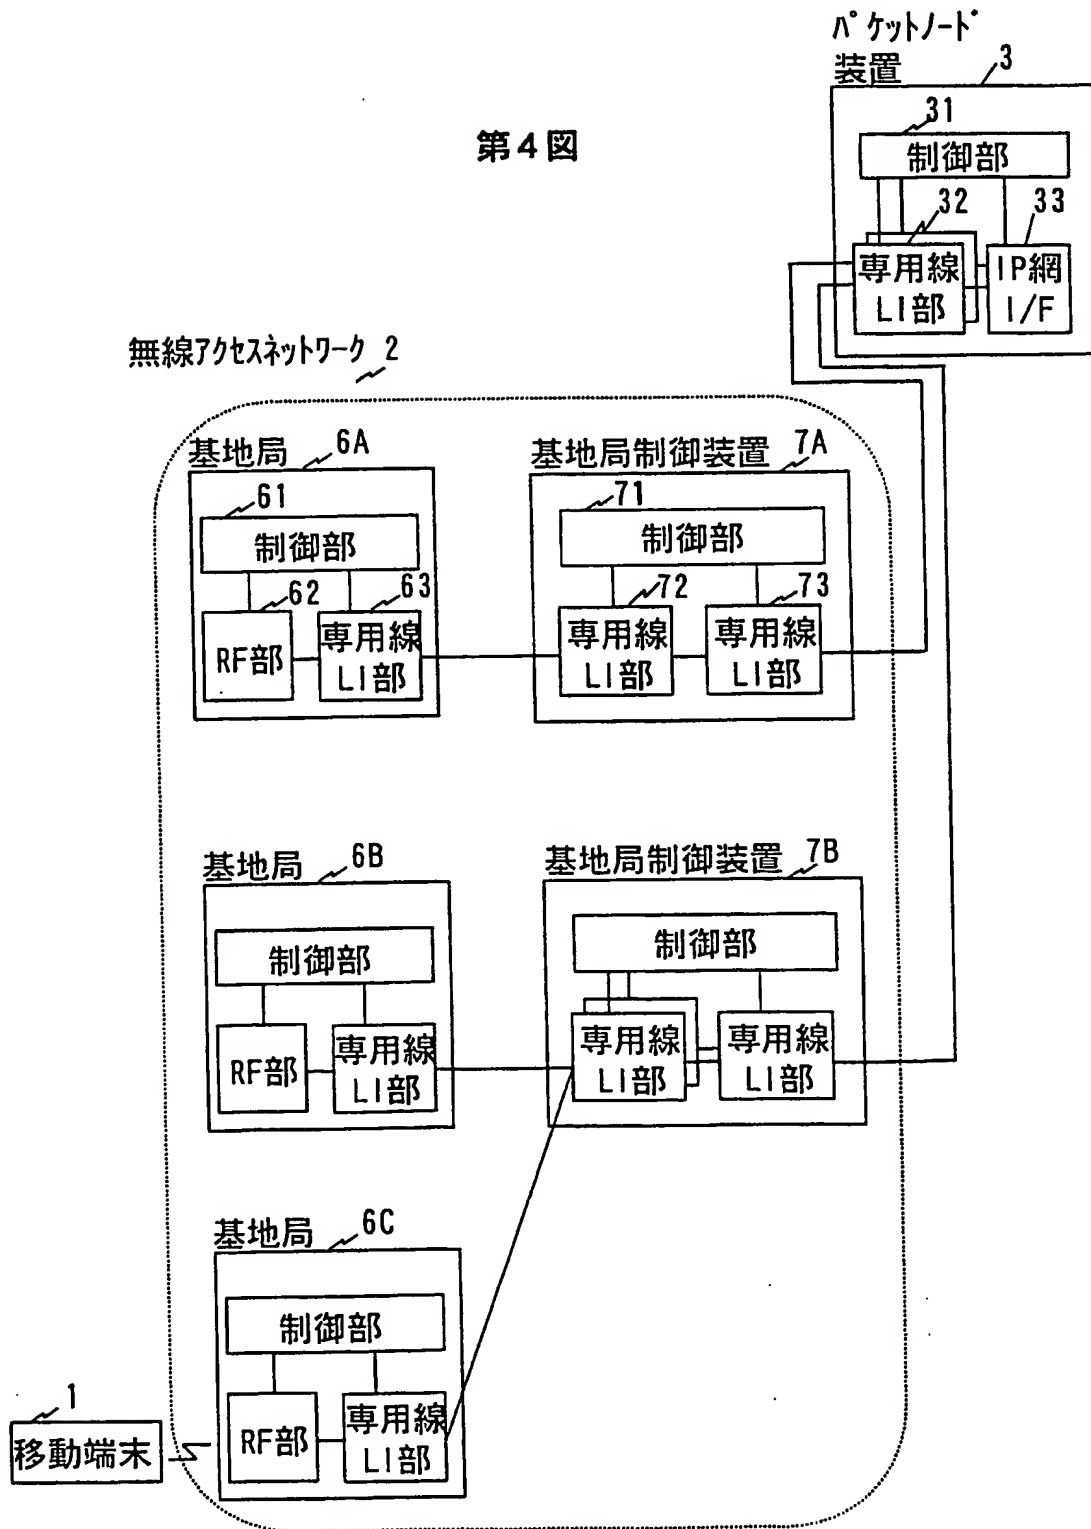 パケットノード
装置 3
第4図
31
制御部
32 33
専用線
LI部
IP網
I/F
無線アクセスネットワーク 2
基地局 6A
61
制御部
62 63
RF部
専用線
LI部
基地局制御装置 7A
71
制御部
72 73
専用線
LI部
専用線
LI部
基地局 6B
制御部
RF部
専用線
LI部
基地局制御装置 7B
制御部
専用線
LI部
専用線
LI部
基地局 6C
制御部
RF部
専用線
LI部
1
移動端末